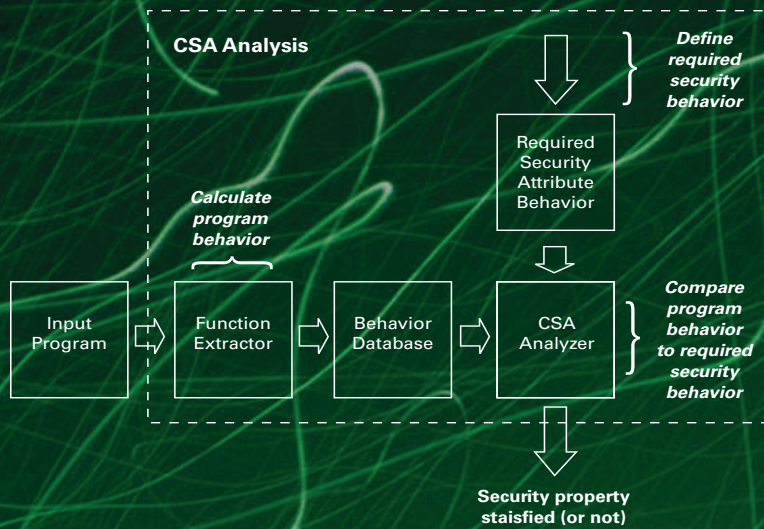 CSA Analysis
Define
required
security
behavior
Required
Security
Attribute
Behavior
Calculate
program
behavior
Input
Program
Function
Extractor
Behavior
Database
CSA
Analyzer
Compare
program
behavior
to required
security
behavior
Security property
staisfied (or not)